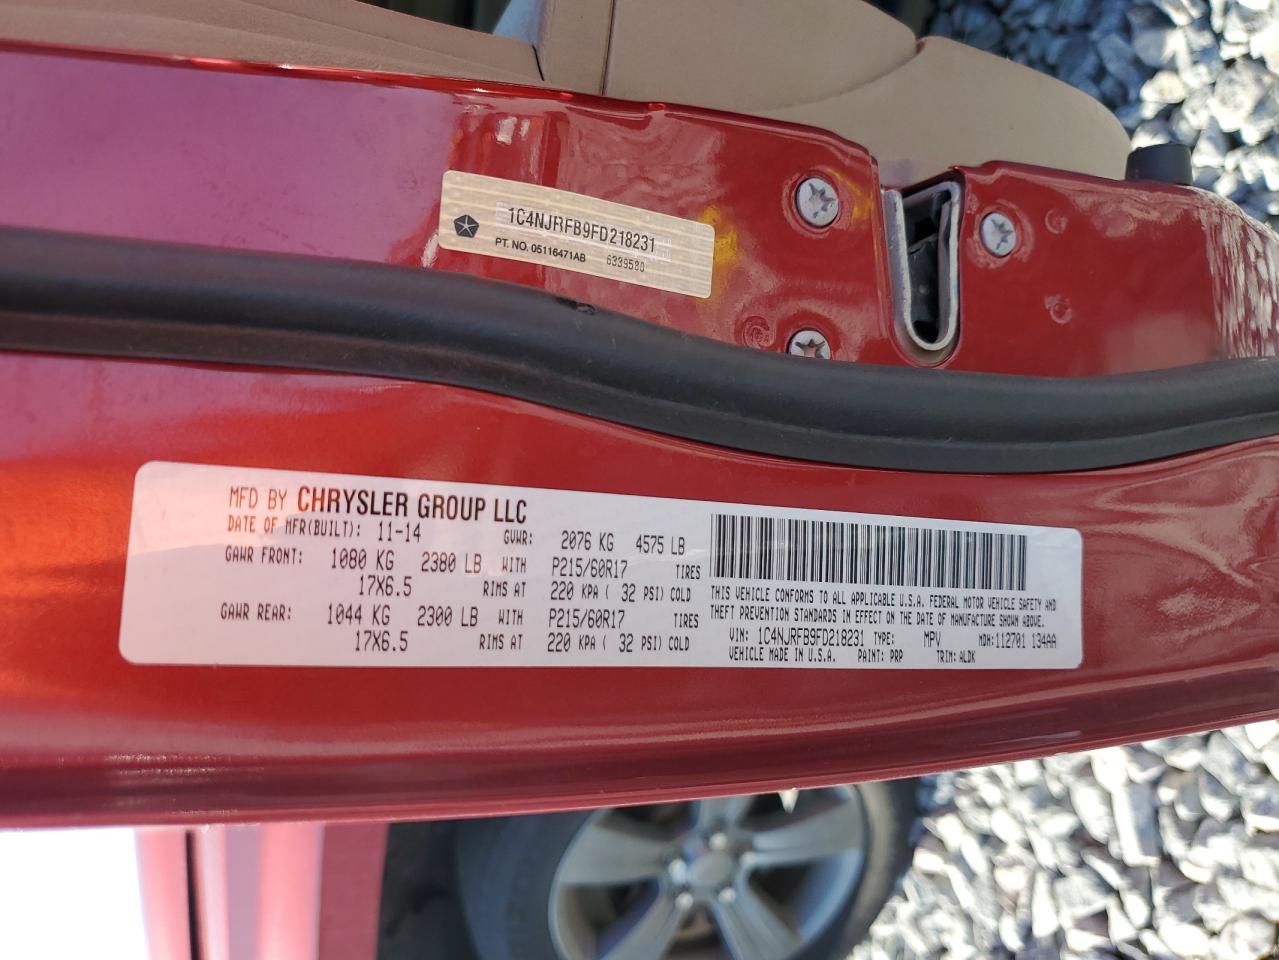 1C4NJRFB9FD218231
PT. NO. 05116471AB 6339580
MFD BY CHRYSLER GROUP LLC
DATE OF MFR(BUILT): 11-14 GVWR: 2076 KG 4575 LB
GAWR FRONT: 1080 KG 2380 LB WITH P215/60R17 TIRES
17X6.5 RIMS AT 220 KPA ( 32 PSI) COLD
GAWR REAR: 1044 KG 2300 LB WITH P215/60R17 TIRES
17X6.5 RIMS AT 220 KPA ( 32 PSI) COLD
THIS VEHICLE CONFORMS TO ALL APPLICABLE U.S.A. FEDERAL MOTOR VEHICLE SAFETY AND
THEFT PREVENTION STANDARDS IN EFFECT ON THE DATE OF MANUFACTURE SHOWN ABOVE.
VIN: 1C4NJRFB9FD218231 TYPE: MPV MDH: 112701 134AA
VEHICLE MADE IN U.S.A. PAINT: PRP TRIM: ALDK